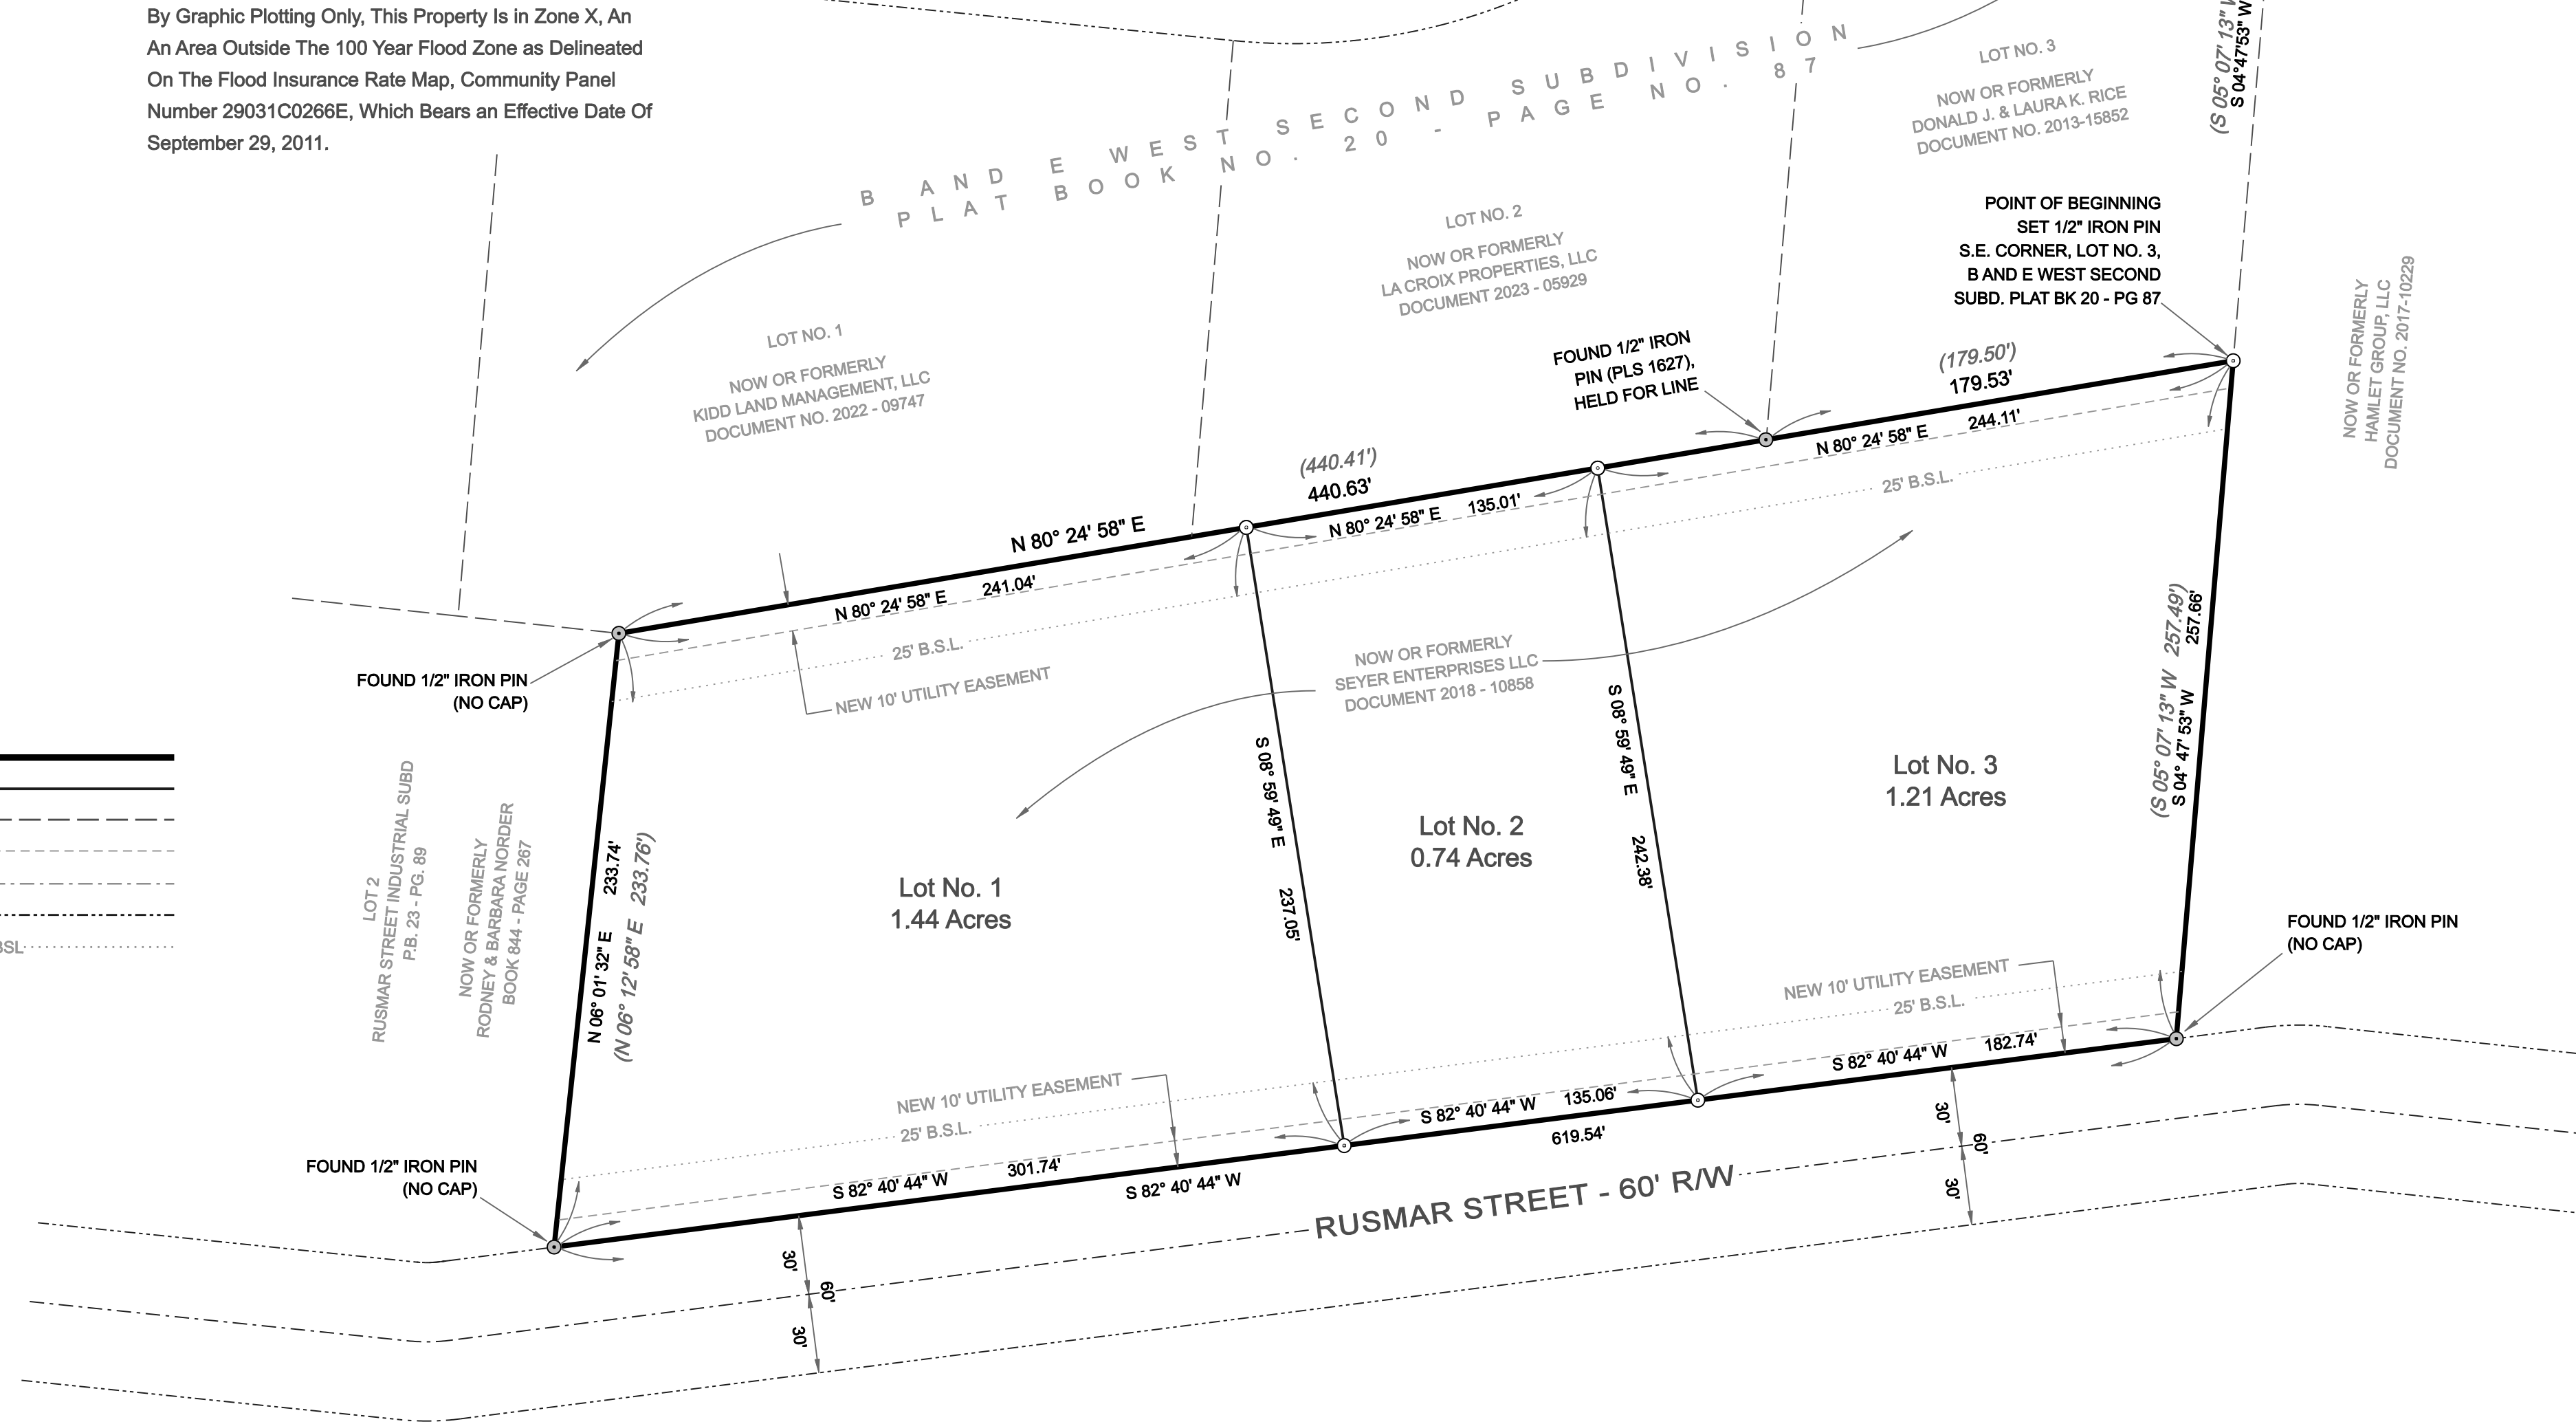 By Graphic Plotting Only, This Property Is in Zone X, An
An Area Outside The 100 Year Flood Zone as Delineated
On The Flood Insurance Rate Map, Community Panel
Number 29031C0266E, Which Bears an Effective Date Of
September 29, 2011.
B AND E WEST SECOND SUBDIVISION
PLAT BOOK NO. 20 - PAGE NO. 87
LOT NO. 3
NOW OR FORMERLY
DONALD J. & LAURA K. RICE
DOCUMENT NO. 2013-15852
(S 05° 07' 13" W
S 04°47'53" W
LOT NO. 2
NOW OR FORMERLY
LA CROIX PROPERTIES, LLC
DOCUMENT 2023 - 05929
POINT OF BEGINNING
SET 1/2" IRON PIN
S.E. CORNER, LOT NO. 3,
B AND E WEST SECOND
SUBD. PLAT BK 20 - PG 87
NOW OR FORMERLY
HAMLET GROUP, LLC
DOCUMENT NO. 2017-10229
LOT NO. 1
NOW OR FORMERLY
KIDD LAND MANAGEMENT, LLC
DOCUMENT NO. 2022 - 09747
FOUND 1/2" IRON
PIN (PLS 1627),
HELD FOR LINE
(179.50')
179.53'
N 80° 24' 58" E 244.11'
25' B.S.L.
(440.41')
440.63'
N 80° 24' 58" E
N 80° 24' 58" E 135.01'
N 80° 24' 58" E 241.04'
25' B.S.L.
NEW 10' UTILITY EASEMENT
FOUND 1/2" IRON PIN
(NO CAP)
NOW OR FORMERLY
SEYER ENTERPRISES LLC
DOCUMENT 2018 - 10858
(S 05° 07' 13" W 257.49')
S 04° 47' 53" W 257.66'
S 08° 59' 49" E 237.05'
S 08° 59' 49" E 242.38'
Lot No. 3
1.21 Acres
Lot No. 2
0.74 Acres
Lot No. 1
1.44 Acres
LOT 2
RUSMAR STREET INDUSTRIAL SUBD
P.B. 23 - PG. 89
NOW OR FORMERLY
RODNEY & BARBARA NORDER
BOOK 844 - PAGE 267
N 06° 01' 32" E 233.74'
(N 06° 12' 58" E 233.76')
BSL
FOUND 1/2" IRON PIN
(NO CAP)
NEW 10' UTILITY EASEMENT
25' B.S.L.
S 82° 40' 44" W 182.74'
NEW 10' UTILITY EASEMENT
25' B.S.L.
S 82° 40' 44" W 135.06'
619.54'
S 82° 40' 44" W 301.74'
S 82° 40' 44" W
FOUND 1/2" IRON PIN
(NO CAP)
RUSMAR STREET - 60' R/W
30'
60'
30'
30'
60'
30'